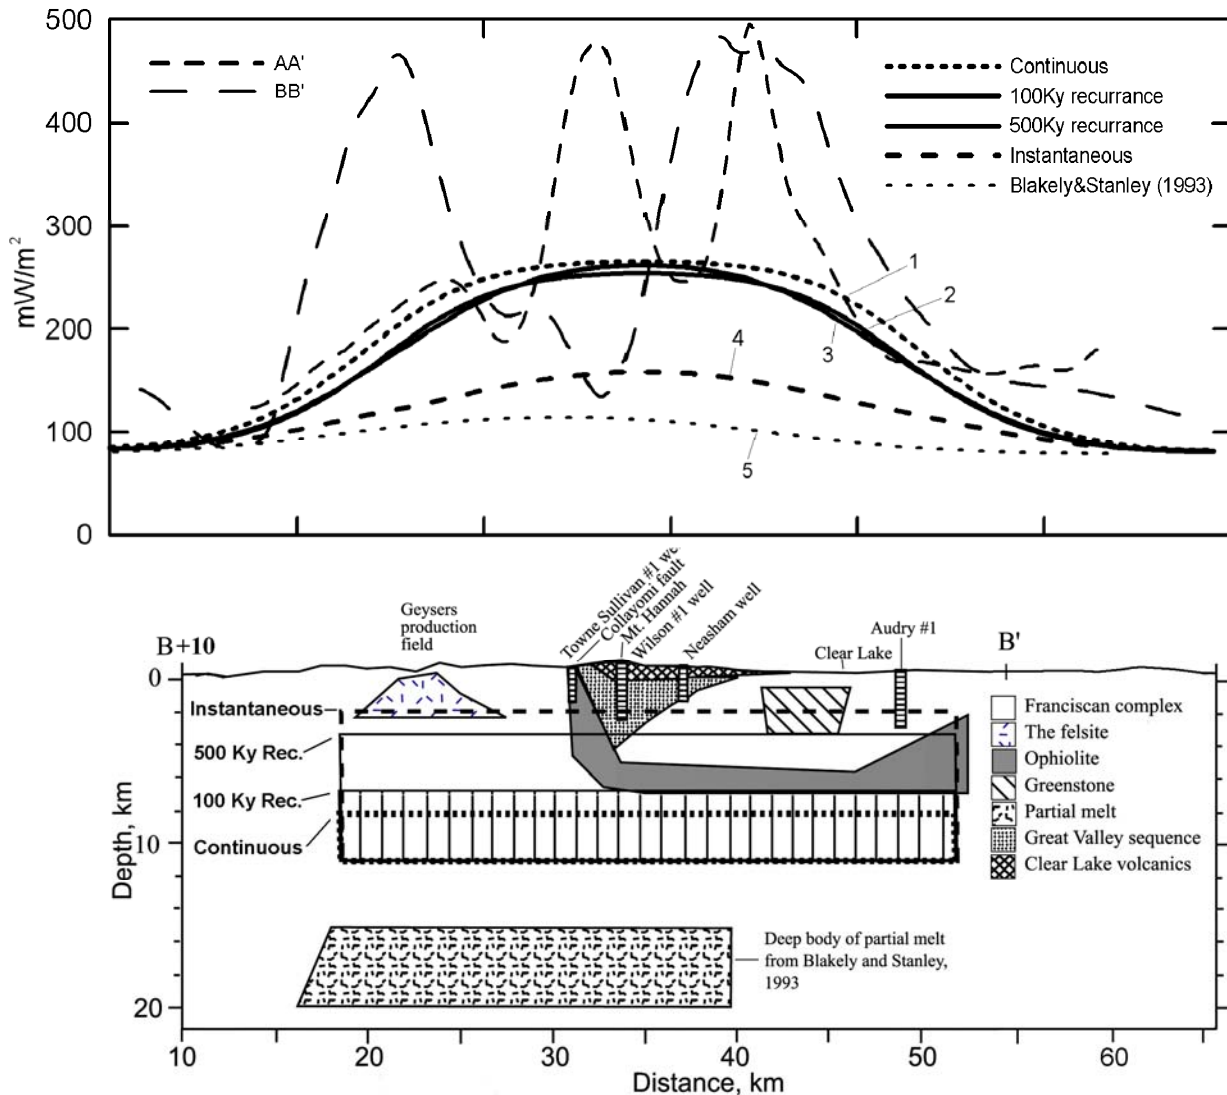 500
400
300
200
100
0
mW/m²
AA'
BB'
Continuous
100Ky recurrance
500Ky recurrance
Instantaneous
Blakely&Stanley (1993)
1
2
3
4
5
Towne Sullivan #1 we
Collayomi fault
Mt. Hannah
Wilson #1 well
Neasham well
Geysers
production
field
B+10
Audry #1
B'
Clear Lake
0
10
20
Depth, km
Instantaneous
500 Ky Rec.
100 Ky Rec.
Continuous
Franciscan complex
The felsite
Ophiolite
Greenstone
Partial melt
Great Valley sequence
Clear Lake volcanics
Deep body of partial melt
from Blakely and Stanley,
1993
10
20
30
40
50
60
Distance, km